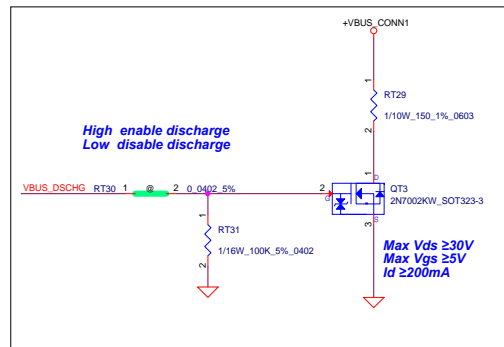 +VBUS_CONN1
1
RT29
1/10W_150_1%_0603
2
High enable discharge
Low disable discharge
VBUS_DSCHG RT30 1 @ 2 0_0402_5% 2 G
1 D
QT3
2N7002KW_SOT323-3
S
3
1
RT31
1/16W_100K_5%_0402
2
Max Vds ≥30V
Max Vgs ≥5V
Id ≥200mA